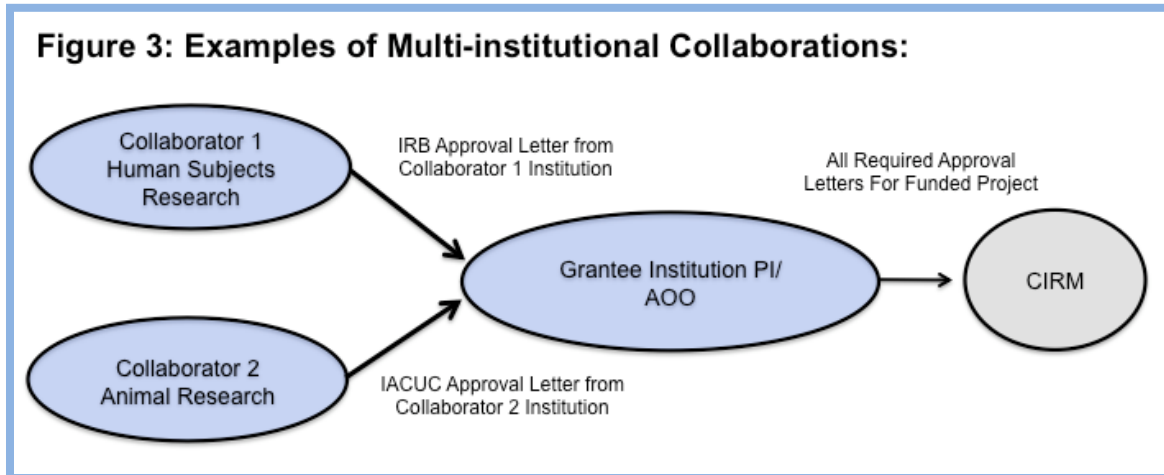 Figure 3: Examples of Multi-institutional Collaborations:
Collaborator 1
Human Subjects
Research
IRB Approval Letter from
Collaborator 1 Institution
All Required Approval
Letters For Funded Project
Grantee Institution PI/
AOO
CIRM
Collaborator 2
Animal Research
IACUC Approval Letter from
Collaborator 2 Institution